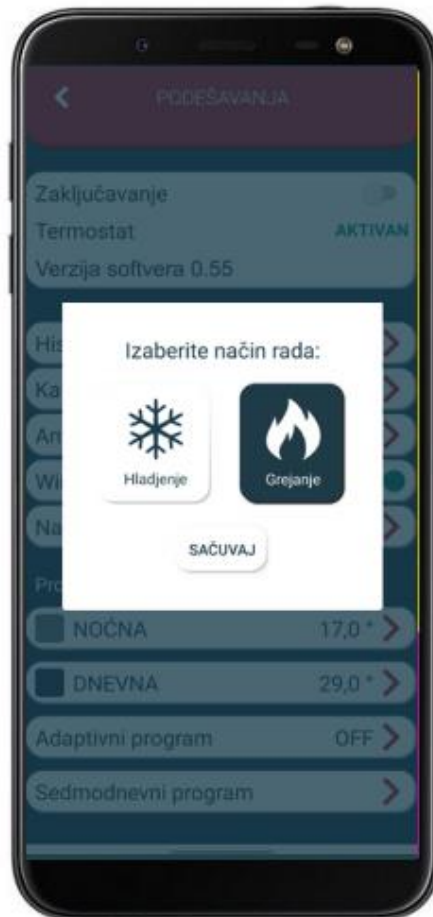 PODEŠAVANJA
Zaključavanje
Termostat AKTIVAN
Verzija softvera 0.55
Izaberite način rada:
Hladjenje Grejanje
SAČUVAJ
NOĆNA 17,0 °
DNEVNA 29,0 °
Adaptivni program OFF
Sedmodnevni program